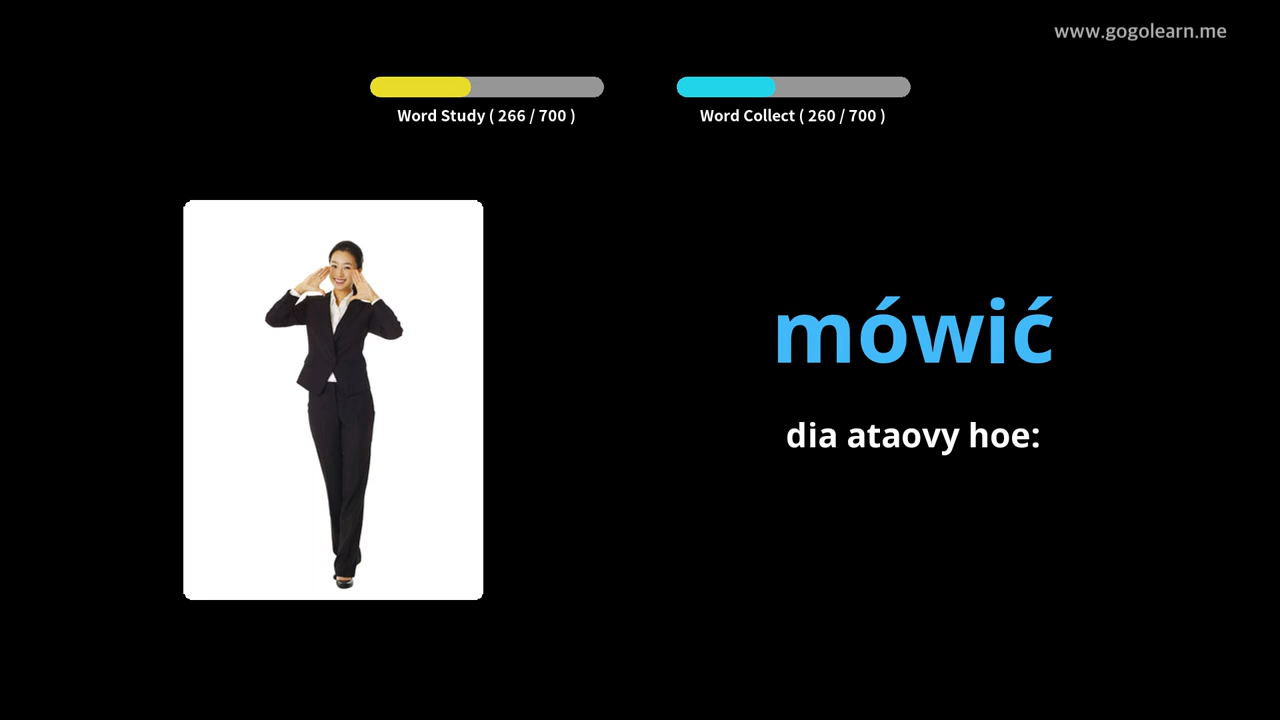 www.gogolearn.me
Word Study ( 266 / 700 )
Word Collect ( 260 / 700 )
mówić
dia ataovy hoe: